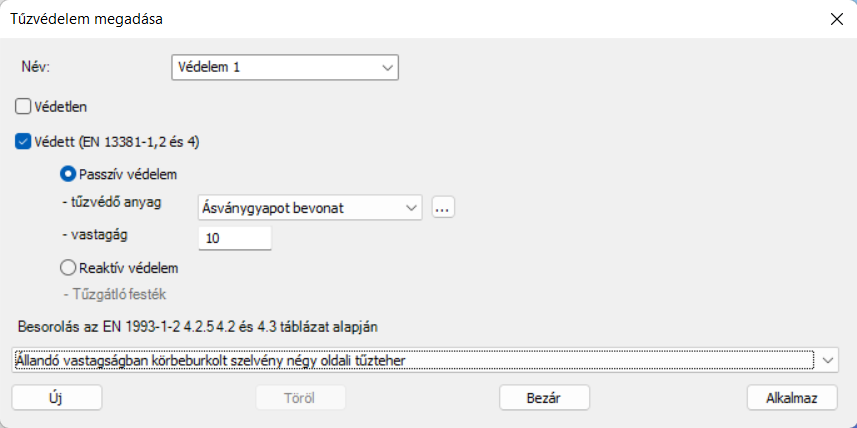 Tűzvédelem megadása
Név:
Védelem 1
Védetlen
Védett (EN 13381-1,2 és 4)
Passzív védelem
- tűzvédő anyag
Ásványgyapot bevonat
...
- vastagág
10
Reaktív védelem
- Tűzgátló festék
Besorolás az EN 1993-1-2 4.2.5 4.2 és 4.3 táblázat alapján
Állandó vastagságban körbeburkolt szelvény négy oldali tűzteher
Új
Töröl
Bezár
Alkalmaz